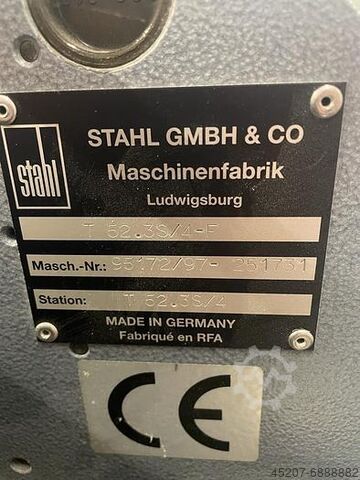 stahl
STAHL GMBH & CO
Maschinenfabrik
Ludwigsburg
T 52.3S/4-F
Masch.-Nr.: 95172/97- 251731
Station: T 52.3S/4
MADE IN GERMANY
Fabriqué en RFA
CE
45207-5888882